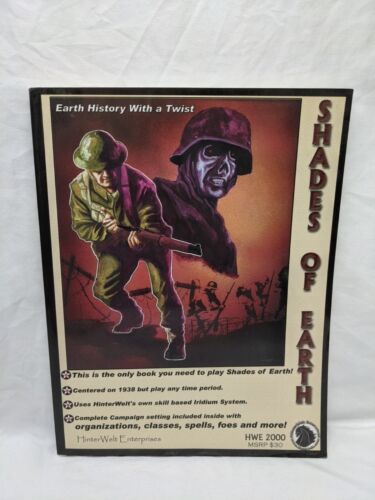 Earth History With a Twist
SHADES OF EARTH
This is the only book you need to play Shades of Earth!
Centered on 1938 but play any time period.
Uses HinterWelt's own skill based Iridium System.
Complete Campaign setting included inside with
organizations, classes, spells, foes and more!
HinterWelt Enterprises
HWE 2000
MSRP $30